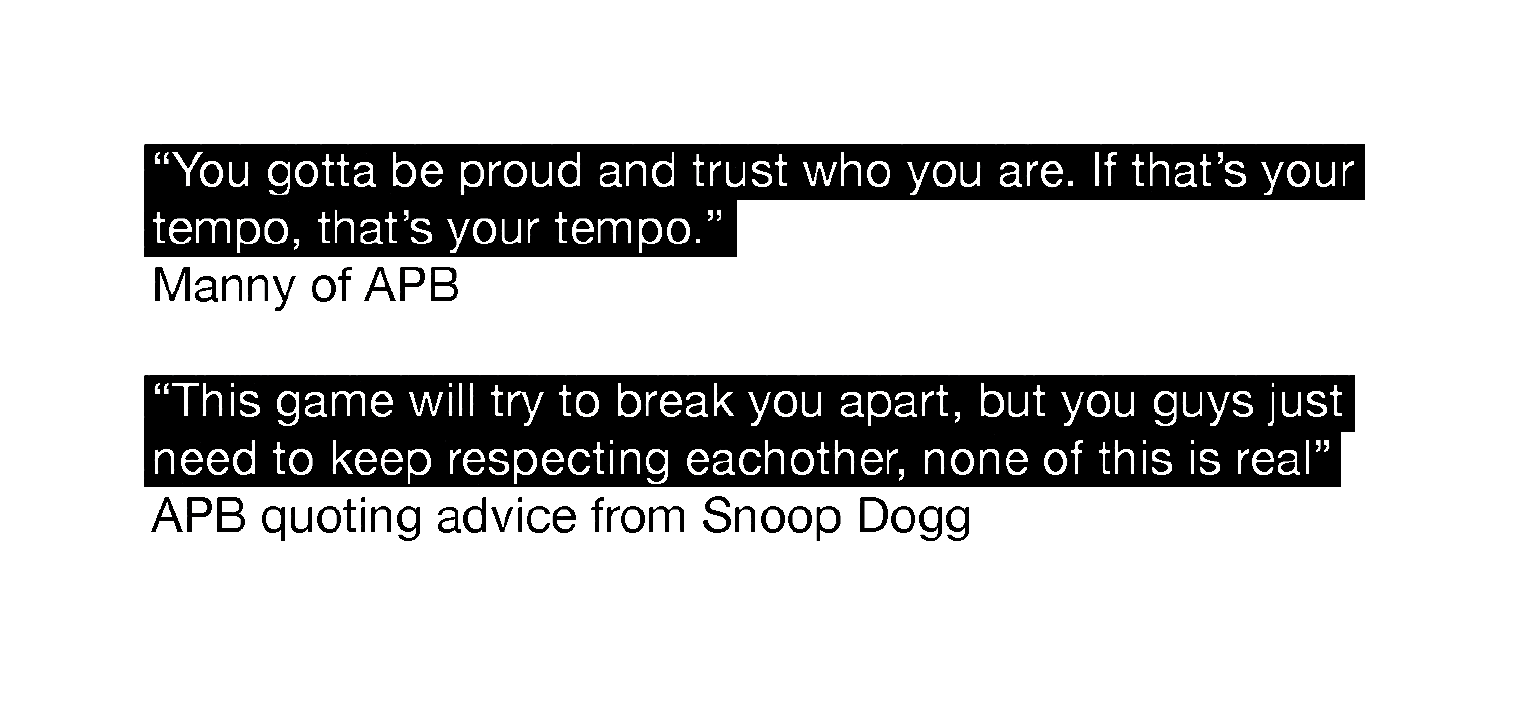 “You gotta be proud and trust who you are. If that’s your
tempo, that’s your tempo.”
Manny of APB
“This game will try to break you apart, but you guys just
need to keep respecting eachother, none of this is real”
APB quoting advice from Snoop Dogg